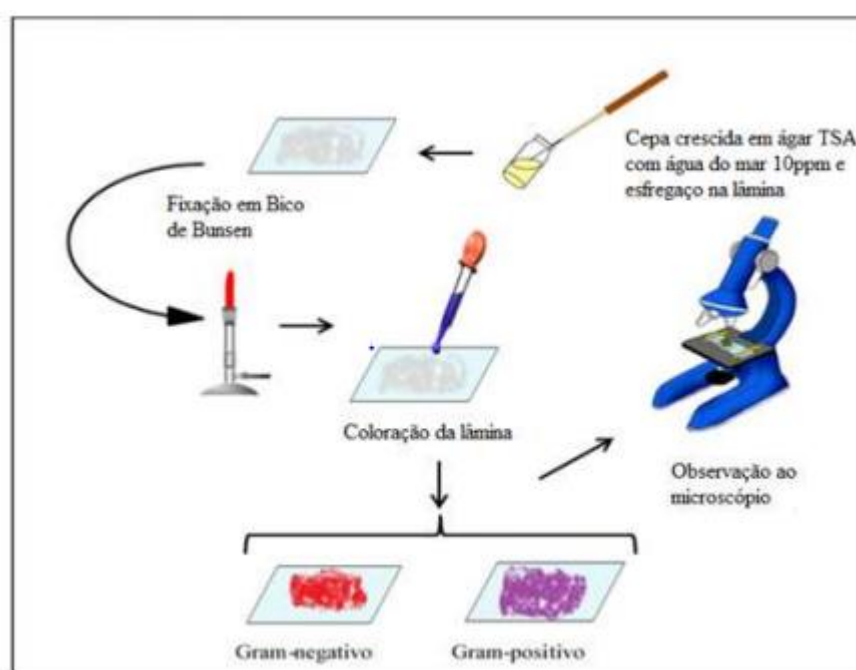 Cepa crescida em ágar TSA
com água do mar 10ppm e
esfregaço na lâmina
Fixação em Bico
de Bunsen
Coloração da lâmina
Observação ao
microscópio
Gram-negativo
Gram-positivo